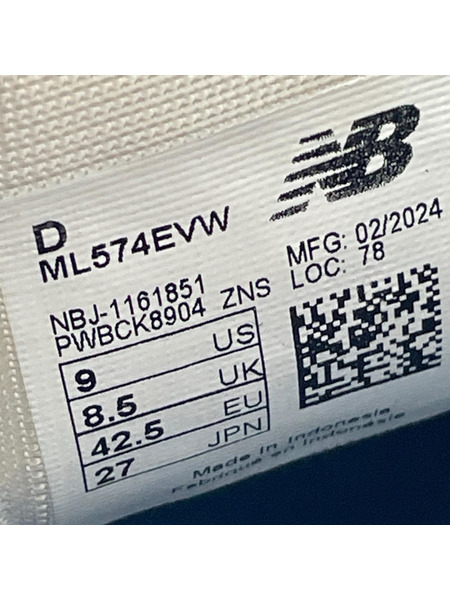 NB
D
ML574EVW
MFG: 02/2024
LOC: 78
NBJ-1161851
PWBCK8904 ZNS
9 US
8.5 UK
42.5 EU
27 JPN
Made in Indonesia
Fabriqué en Indonésie